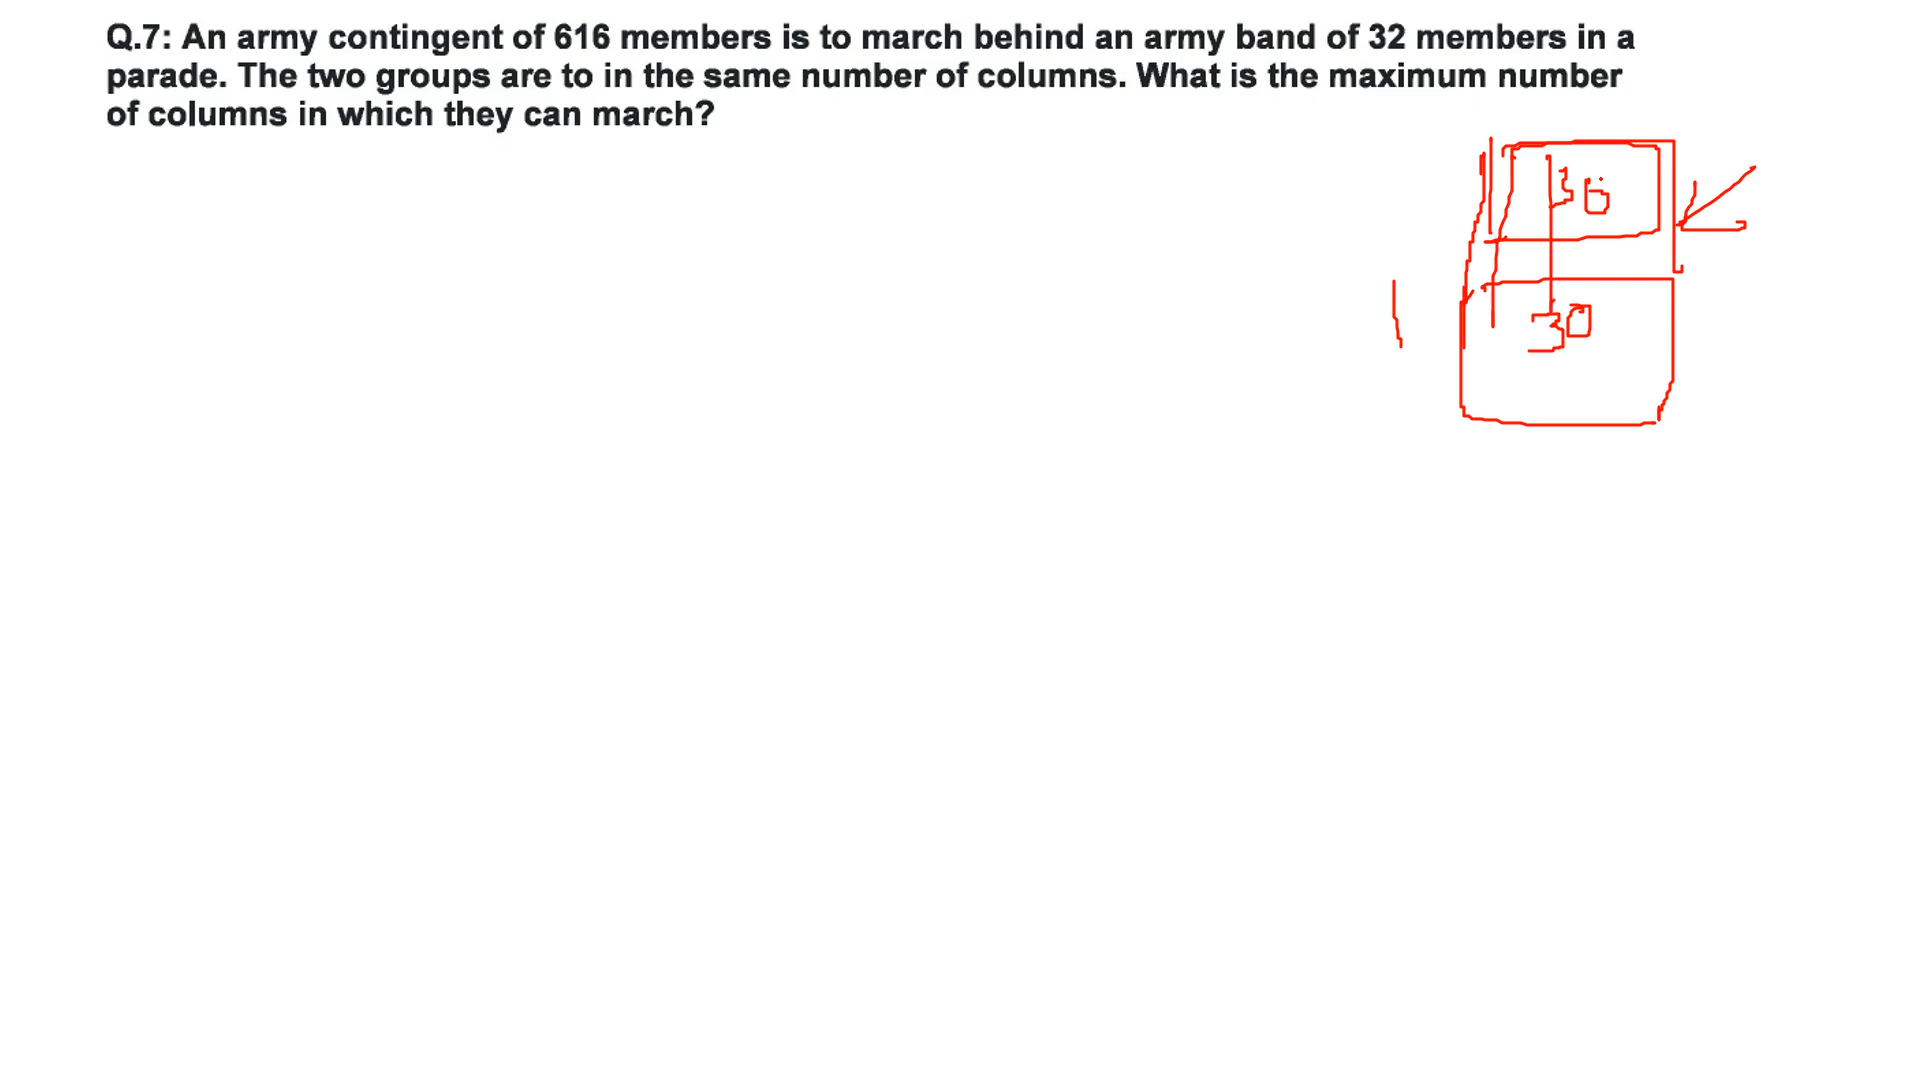 Q.7: An army contingent of 616 members is to march behind an army band of 32 members in a
parade. The two groups are to in the same number of columns. What is the maximum number
of columns in which they can march?
36
30